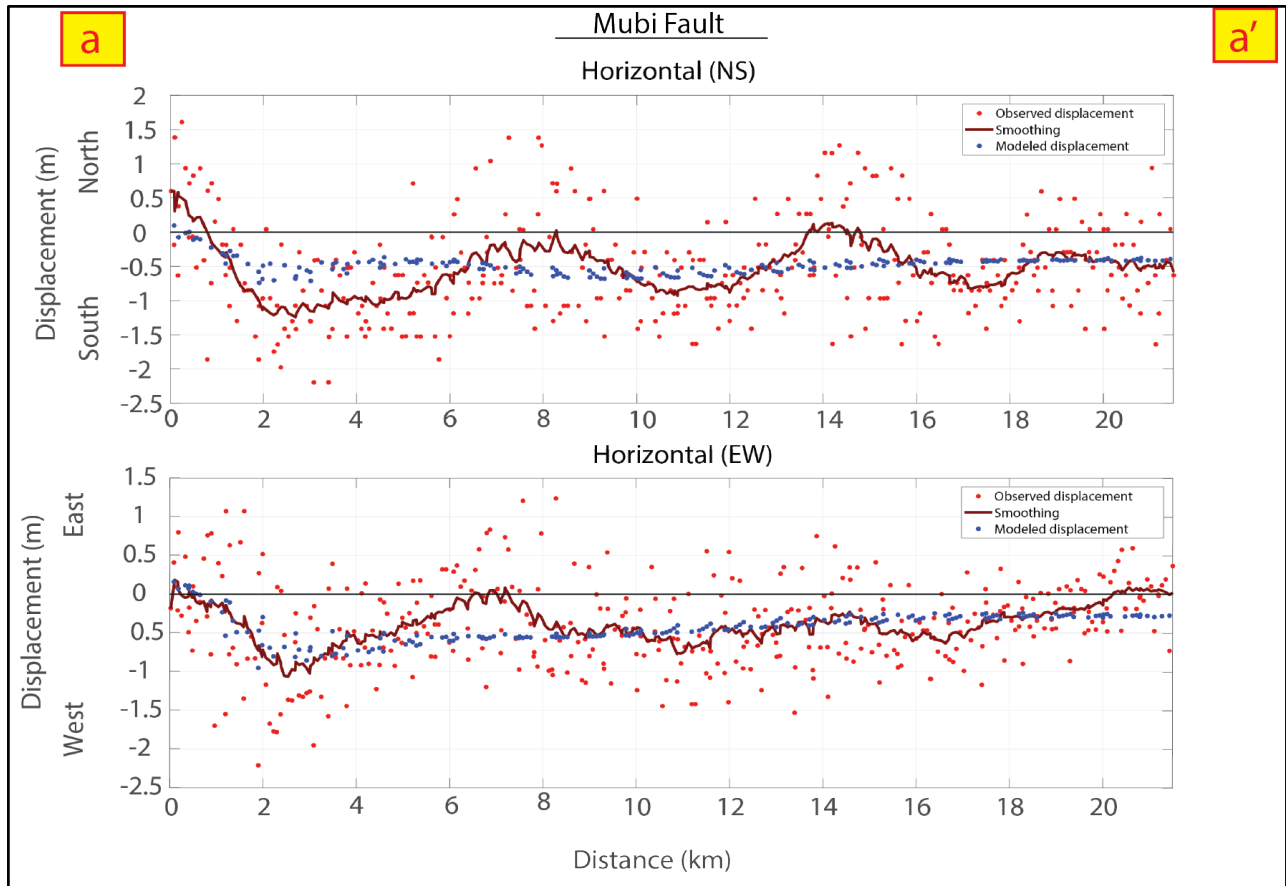 a
Mubi Fault
a'
Horizontal (NS)
Displacement (m)
South North
2
1.5
1
0.5
0
-0.5
-1
-1.5
-2
-2.5
Observed displacement
Smoothing
Modeled displacement
0 2 4 6 8 10 12 14 16 18 20
Horizontal (EW)
Displacement (m)
West East
1.5
1
0.5
0
0.5
-1
-1.5
-2
-2.5
Observed displacement
Smoothing
Modeled displacement
0 2 4 6 8 10 12 14 16 18 20
Distance (km)